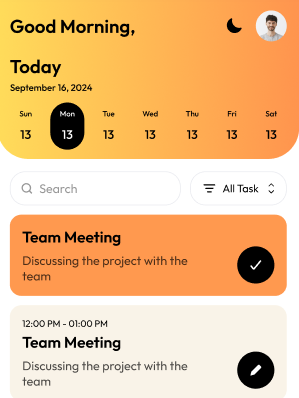 Good Morning,
Today
September 16, 2024
Sun Mon Tue Wed Thu Fri Sat
13 13 13 13 13 13 13
Search
All Task
Team Meeting
Discussing the project with the
team
12:00 PM - 01:00 PM
Team Meeting
Discussing the project with the
team